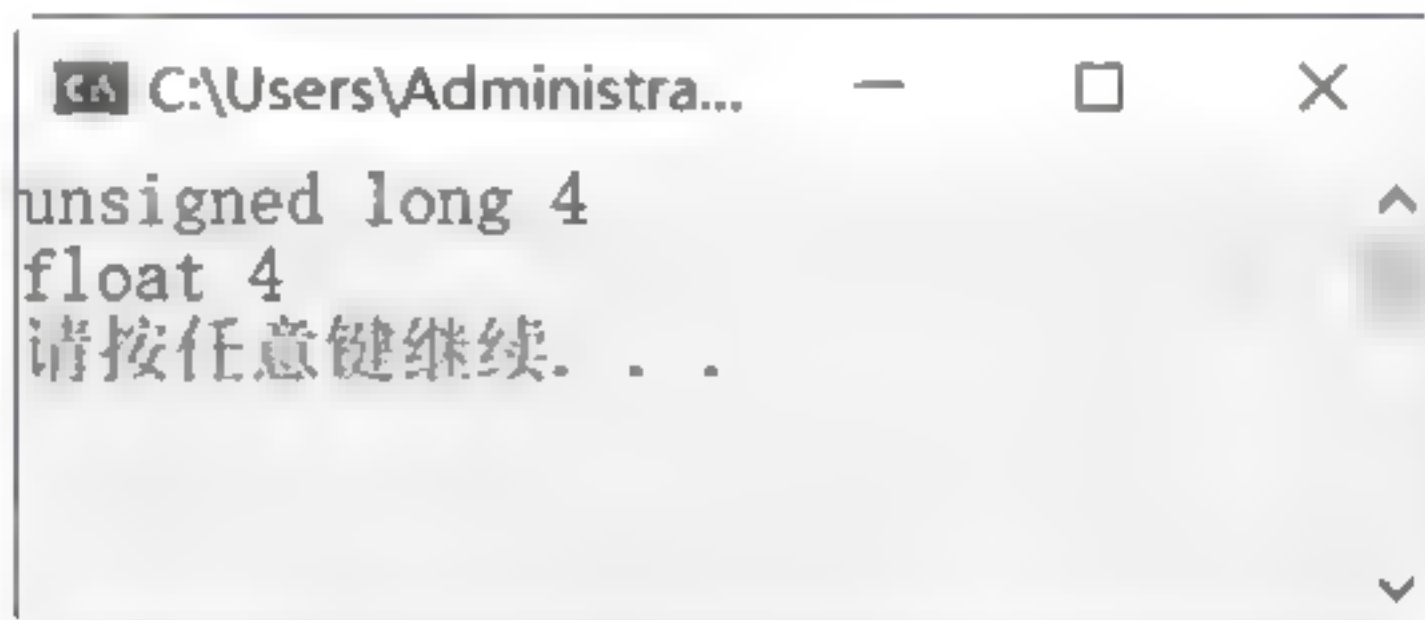 C:\Users\Administra...
unsigned long 4
float 4
请按任意键继续. . .